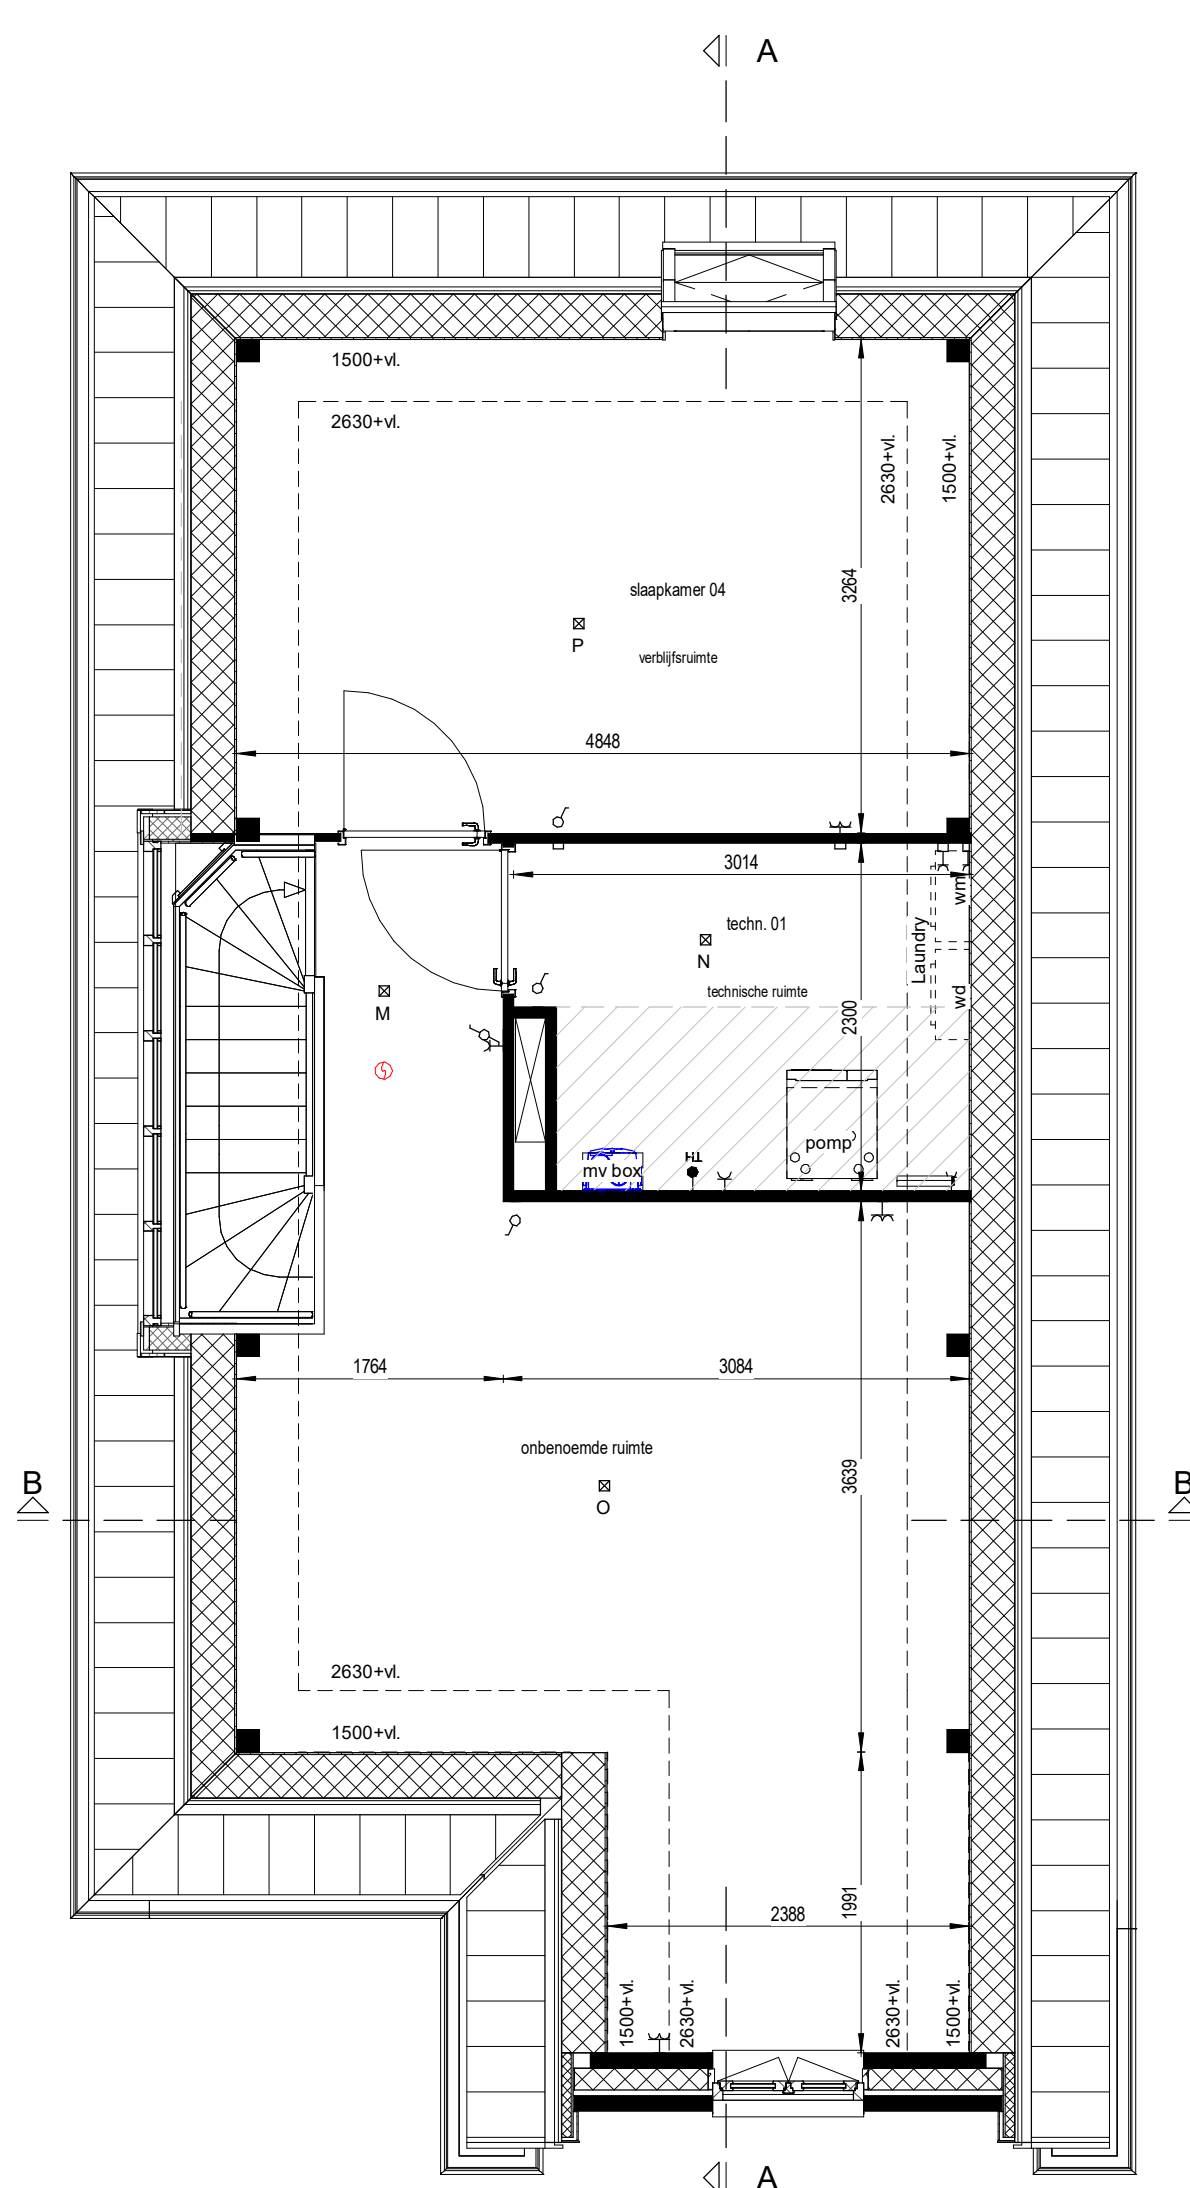 A
1500+vl.
2630+vl.
2630+vl.
1500+vl.
3264
slaapkamer 04
P
verblijfsruimte
4848
3014
techn. 01
N
technische ruimte
Laundry
wm
wd
2300
M
pomp
mv box
TH
1764
3084
onbenoemde ruimte
O
3639
B
B
2630+vl.
1500+vl.
1991
2388
1500+vl.
2630+vl.
2630+vl.
1500+vl.
A